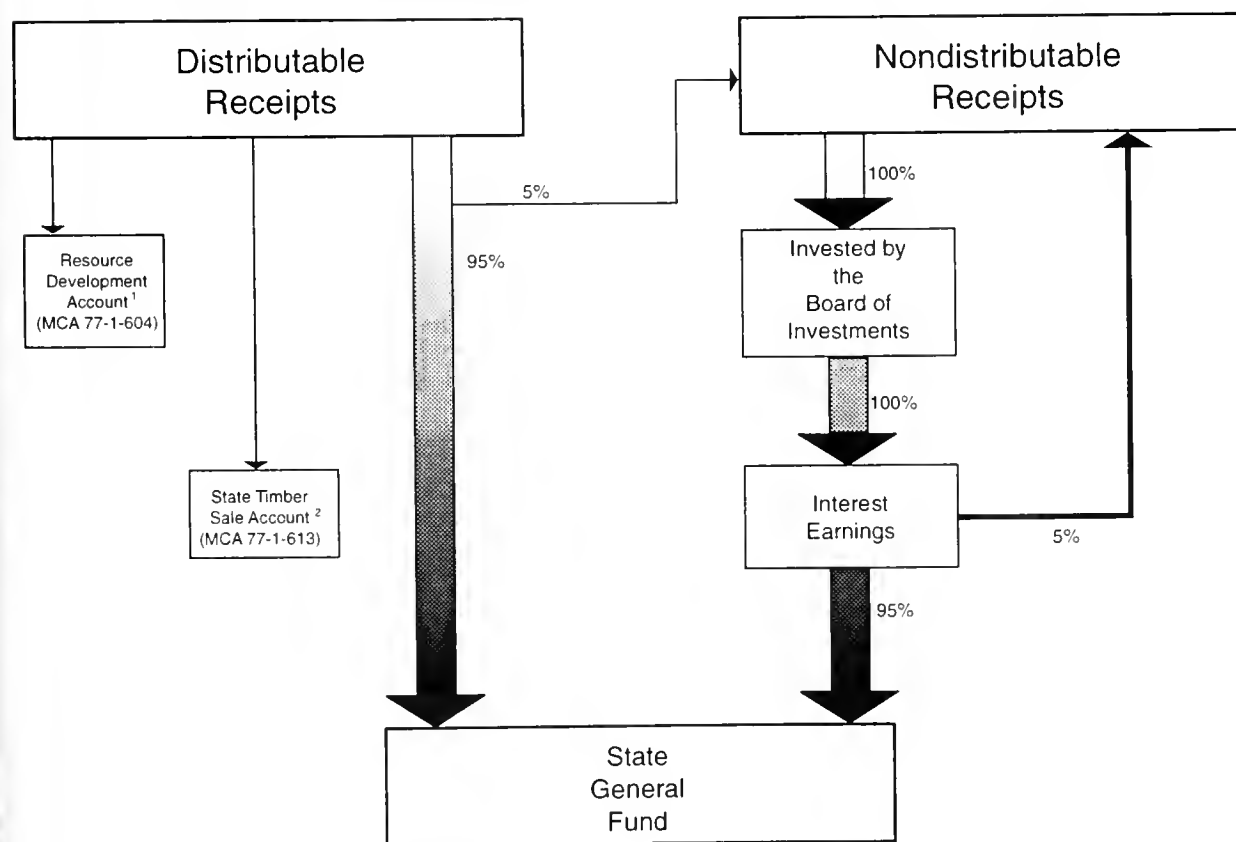 Distributable
Receipts
Nondistributable
Receipts
5%
100%
Resource
Development
Account 1
(MCA 77-1-604)
95%
Invested by
the
Board of
Investments
100%
State Timber
Sale Account 2
(MCA 77-1-613)
Interest
Earnings
5%
95%
State
General
Fund